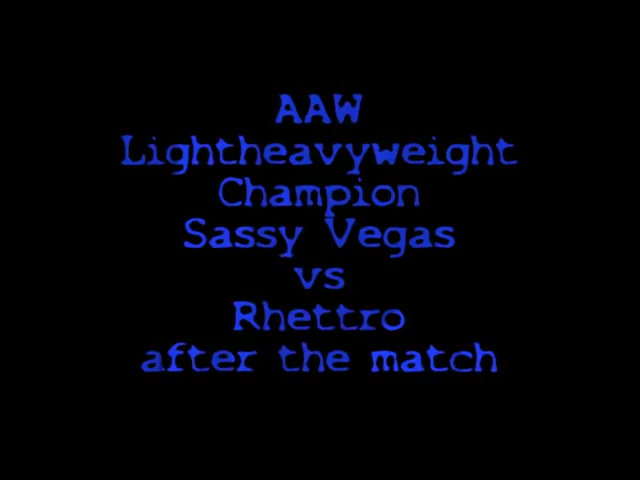 AAW
Lightheavyweight
Champion
Sassy Vegas
vs
Rhettro
after the match